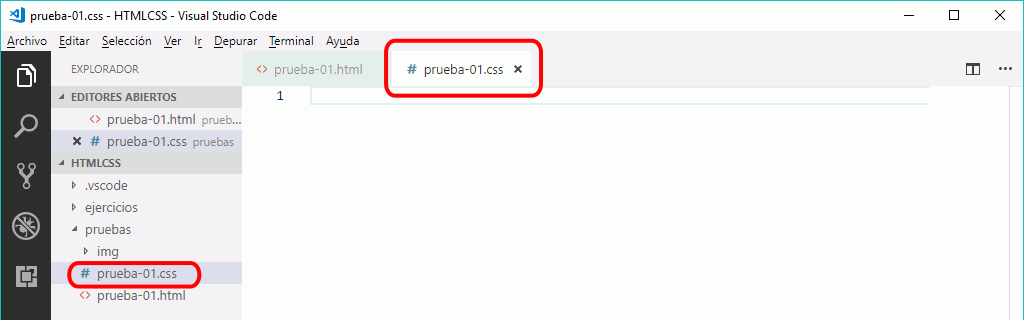 prueba-01.css - HTMLCSS - Visual Studio Code
Archivo Editar Selección Ver Ir Depurar Terminal Ayuda
EXPLORADOR
EDITORES ABIERTOS
<> prueba-01.html prueb...
# prueba-01.css pruebas
HTMLCSS
.vscode
ejercicios
pruebas
img
# prueba-01.css
<> prueba-01.html
<> prueba-01.html
# prueba-01.css
1